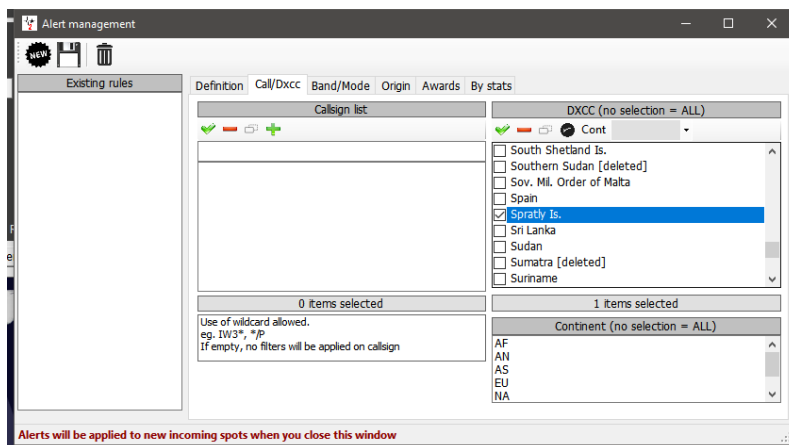 Alert management
NEW
Existing rules
Definition Call/Dxcc Band/Mode Origin Awards By stats
Callsign list
DXCC (no selection = ALL)
Cont
South Shetland Is.
Southern Sudan [deleted]
Sov. Mil. Order of Malta
Spain
Spratly Is.
Sri Lanka
Sudan
Sumatra [deleted]
Suriname
0 items selected
1 items selected
Use of wildcard allowed.
eg. IW3*, */P
If empty, no filters will be applied on callsign
Continent (no selection = ALL)
AF
AN
AS
EU
NA
Alerts will be applied to new incoming spots when you close this window